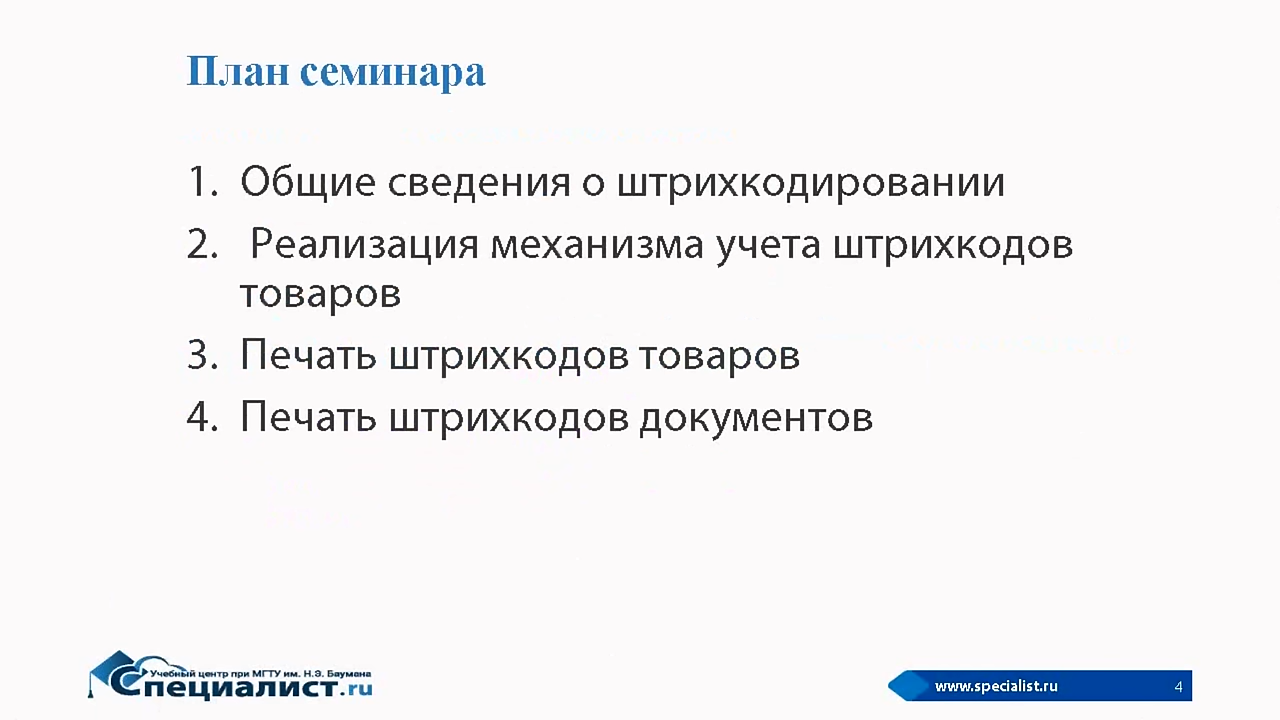 План семинара
1. Общие сведения о штрихкодировании
2. Реализация механизма учета штрихкодов
товаров
3. Печать штрихкодов товаров
4. Печать штрихкодов документов
Учебный центр при МГТУ им. Н.Э. Баумана
Специалист.ru
www.specialist.ru 4